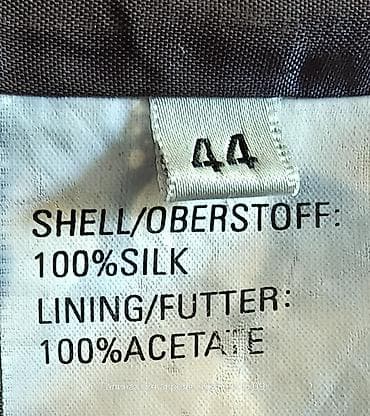 44
SHELL/OBERSTOFF:
100%SILK
LINING/FUTTER:
100%ACETATE